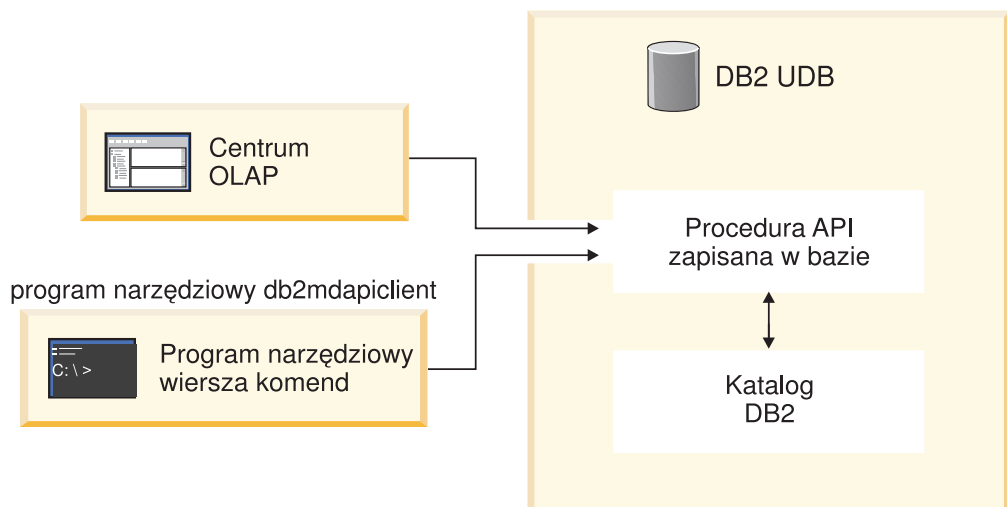 DB2 UDB
Centrum
OLAP
Procedura API
zapisana w bazie
program narzędziowy db2mdapiclient
C: \ >
Program narzędziowy
wiersza komend
Katalog
DB2